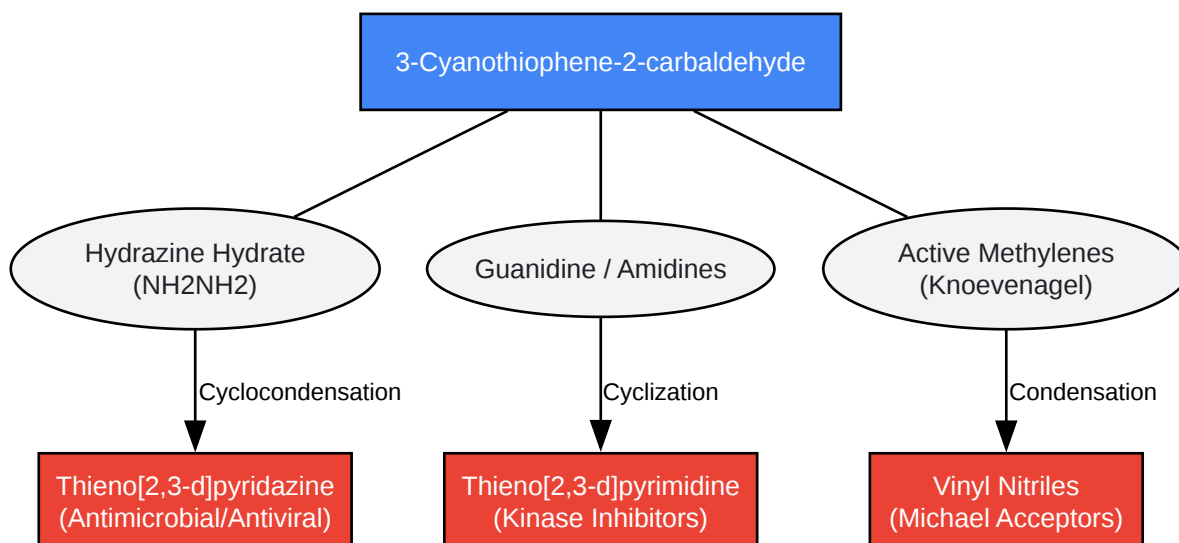 3-Cyanothiophene-2-carbaldehyde
Hydrazine Hydrate
(NH2NH2)
Guanidine / Amidines
Active Methylenes
(Knoevenagel)
Cyclocondensation
Cyclization
Condensation
Thieno[2,3-d]pyridazine
(Antimicrobial/Antiviral)
Thieno[2,3-d]pyrimidine
(Kinase Inhibitors)
Vinyl Nitriles
(Michael Acceptors)